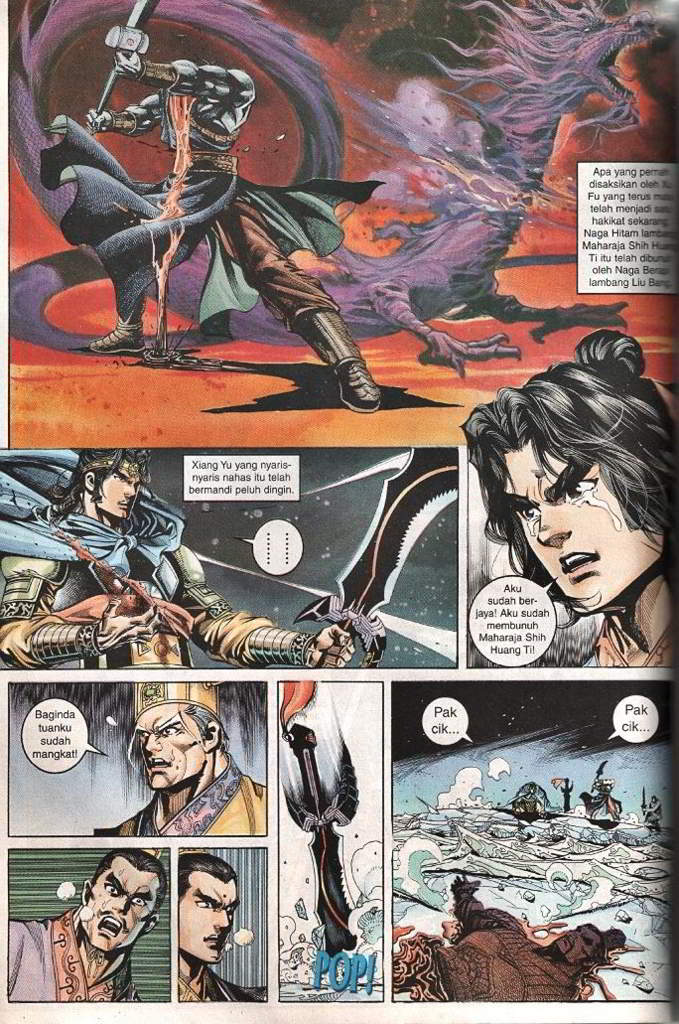 Apa yang pernah
disaksikan oleh Xu
Fu yang terus
telah menjadi
hakikat sekarang.
Naga Hitam lambang
Maharaja Shih Huang
Ti itu telah dibunuh
oleh Naga
lambang Liu Bang.
Xiang Yu yang nyaris-
nyaris nahas itu telah
bermandi peluh dingin.
Aku
sudah ber-
jaya! Aku sudah
membunuh
Maharaja Shih
Huang Ti!
Baginda
tuanku
sudah
mangkat!
POP!
Pak
cik...
Pak
cik...